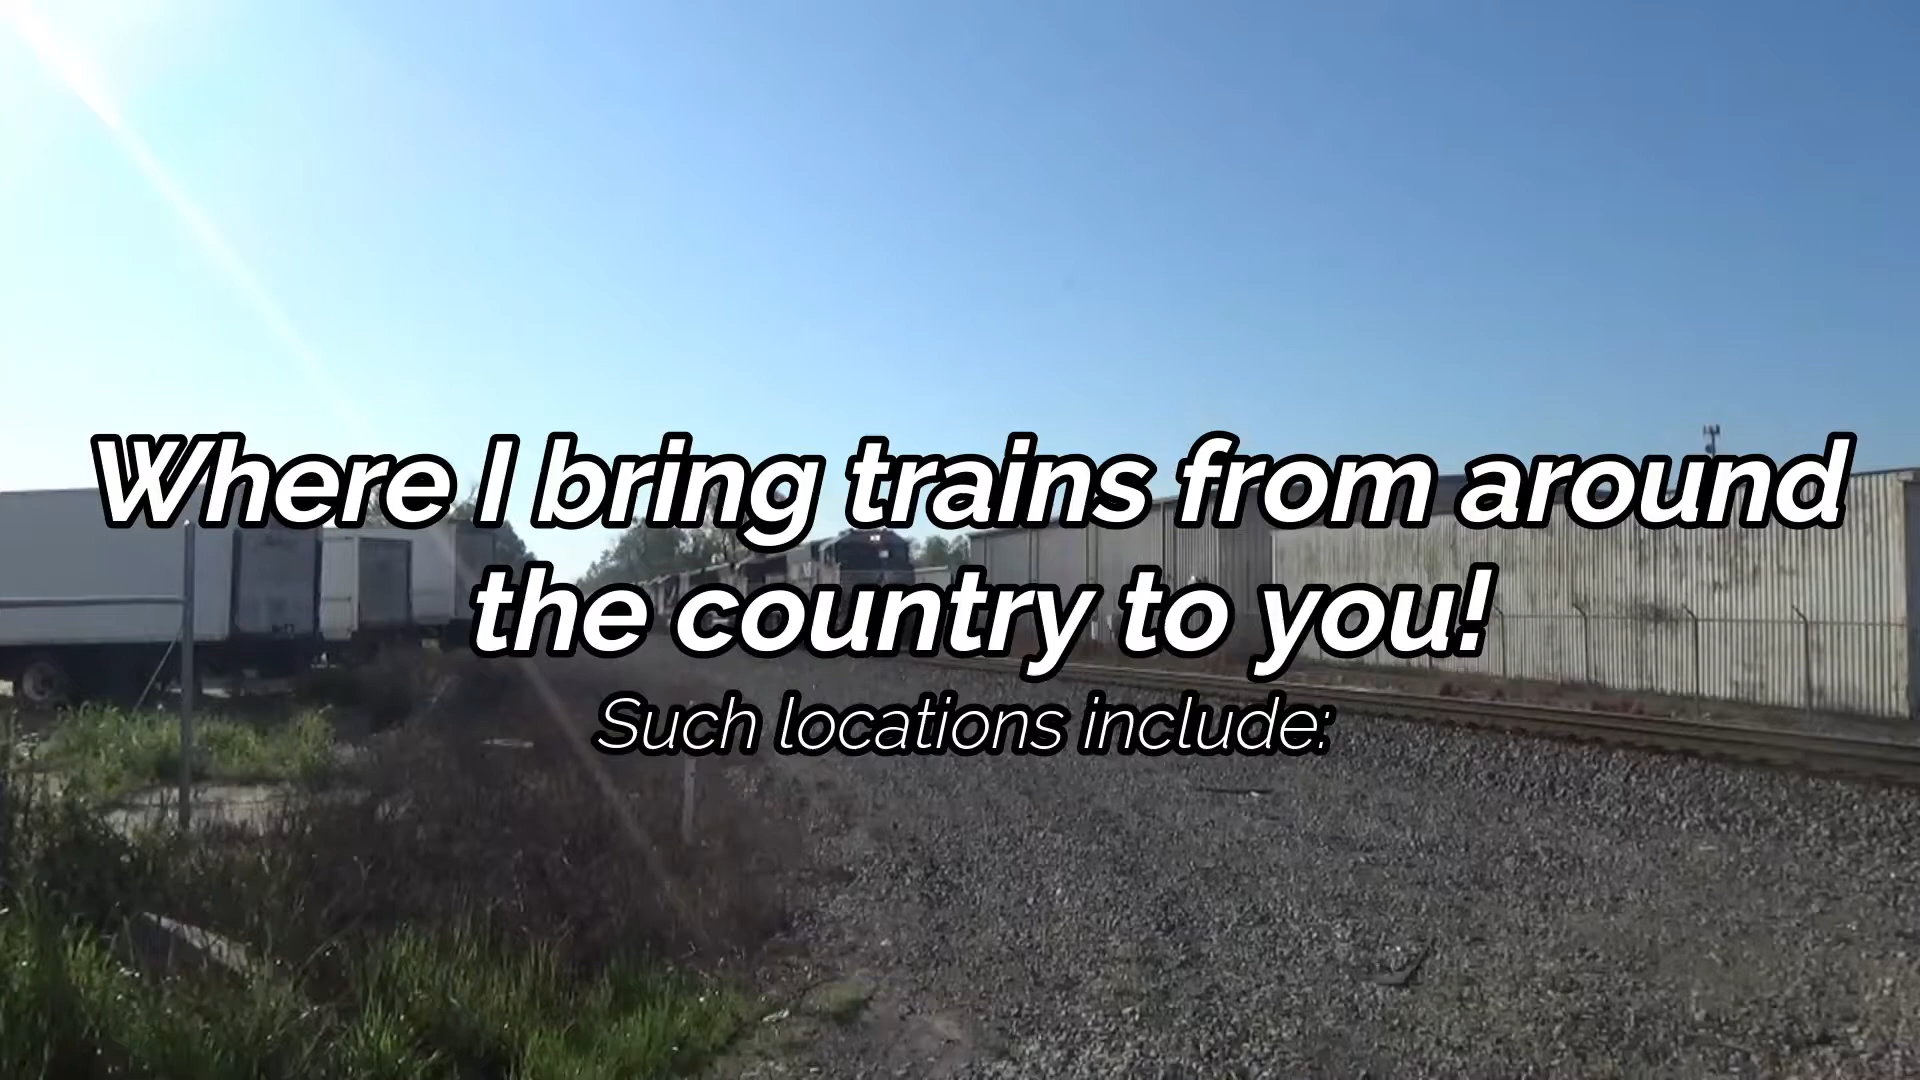 Where I bring trains from around
the country to you!
Such locations include: